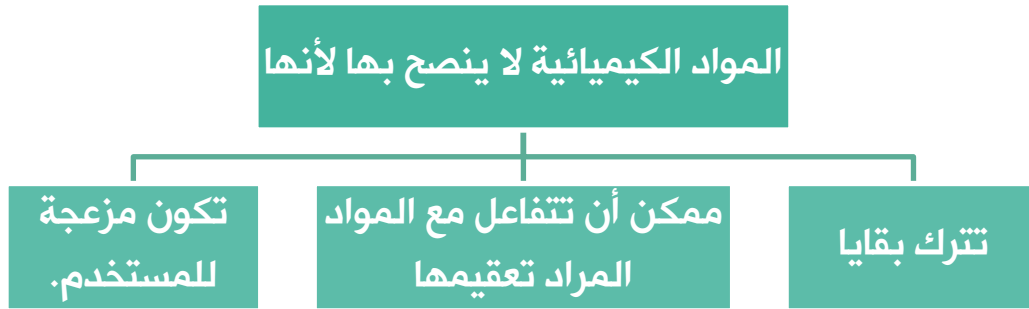 المواد الكيميائية لا ينصح بها لأنها
تترك بقايا
ممكن أن تتفاعل مع المواد
المراد تعقيمها
تكون مزعجة
للمستخدم.